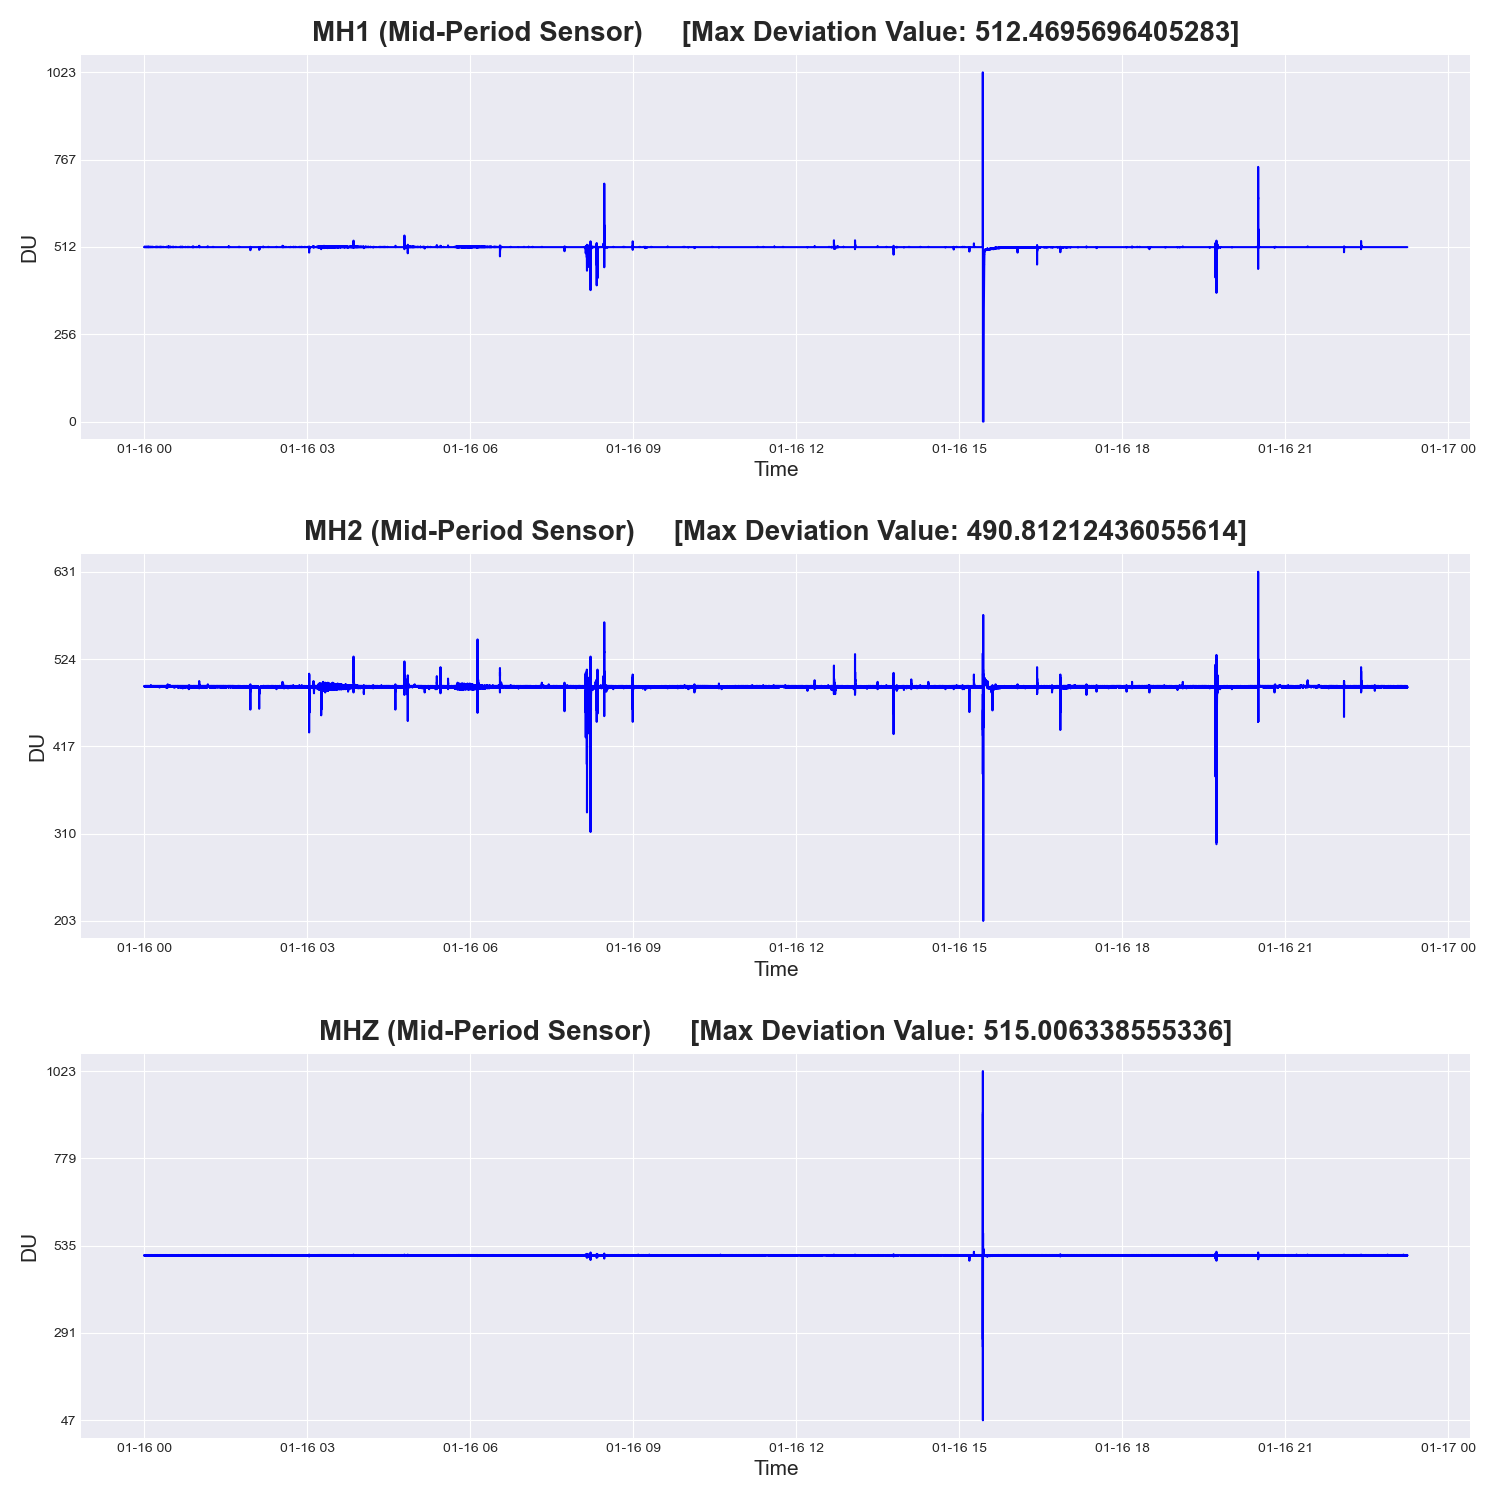 MH1 (Mid-Period Sensor) [Max Deviation Value: 512.4695696405283]
1023
767
512
256
0
DU
01-16 00 01-16 03 01-16 06 01-16 09 01-16 12 01-16 15 01-16 18 01-16 21 01-17 00
Time
MH2 (Mid-Period Sensor) [Max Deviation Value: 490.81212436055614]
631
524
417
310
203
DU
01-16 00 01-16 03 01-16 06 01-16 09 01-16 12 01-16 15 01-16 18 01-16 21 01-17 00
Time
MHZ (Mid-Period Sensor) [Max Deviation Value: 515.006338555336]
1023
779
535
291
47
DU
01-16 00 01-16 03 01-16 06 01-16 09 01-16 12 01-16 15 01-16 18 01-16 21 01-17 00
Time